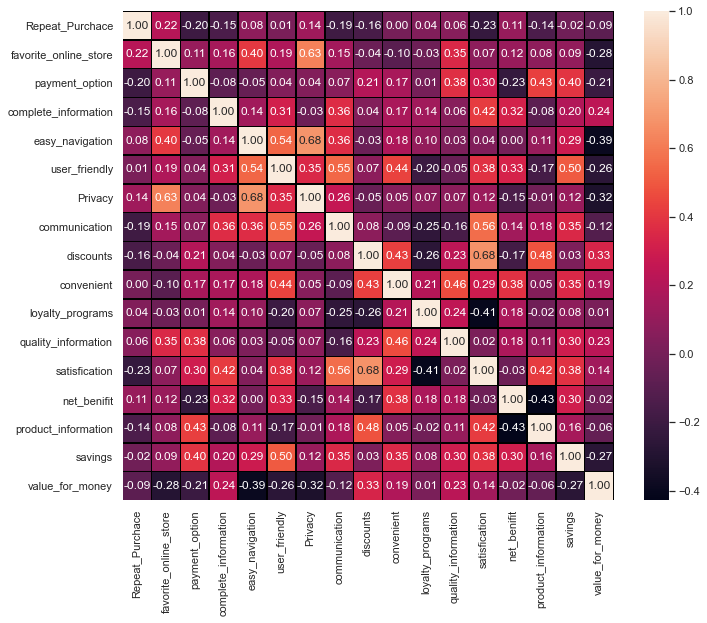 Repeat_Purchace 1.00 0.22 -0.20 -0.15 0.08 0.01 0.14 -0.19 -0.16 0.00 0.04 0.06 -0.23 0.11 -0.14 -0.02 -0.09
favorite_online_store 0.22 1.00 0.11 0.16 0.40 0.19 0.63 0.15 -0.04 -0.10 -0.03 0.35 0.07 0.12 0.08 0.09 -0.28
payment_option -0.20 0.11 1.00 -0.08 -0.05 0.04 0.04 0.07 0.21 0.17 0.01 0.38 0.30 -0.23 0.43 0.40 -0.21
complete_information -0.15 0.16 -0.08 1.00 0.14 0.31 -0.03 0.36 0.04 0.17 0.14 0.06 0.42 0.32 -0.08 0.20 0.24
easy_navigation 0.08 0.40 -0.05 0.14 1.00 0.54 0.68 0.36 -0.03 0.18 0.10 0.03 0.04 0.00 0.11 0.29 -0.39
user_friendly 0.01 0.19 0.04 0.31 0.54 1.00 0.35 0.55 0.07 0.44 -0.20 -0.05 0.38 0.33 -0.17 0.50 -0.26
Privacy 0.14 0.63 0.04 -0.03 0.68 0.35 1.00 0.26 -0.05 0.05 0.07 0.07 0.12 -0.15 -0.01 0.12 -0.32
communication -0.19 0.15 0.07 0.36 0.36 0.55 0.26 1.00 0.08 -0.09 -0.25 -0.16 0.56 0.14 0.18 0.35 -0.12
discounts -0.16 -0.04 0.21 0.04 -0.03 0.07 -0.05 0.08 1.00 0.43 -0.26 0.23 0.68 -0.17 0.48 0.03 0.33
convenient 0.00 -0.10 0.17 0.17 0.18 0.44 0.05 -0.09 0.43 1.00 0.21 0.46 0.29 0.38 0.05 0.35 0.19
loyalty_programs 0.04 -0.03 0.01 0.14 0.10 -0.20 0.07 -0.25 -0.26 0.21 1.00 0.24 -0.41 0.18 -0.02 0.08 0.01
quality_information 0.06 0.35 0.38 0.06 0.03 -0.05 0.07 -0.16 0.23 0.46 0.24 1.00 0.02 0.18 0.11 0.30 0.23
satisfication -0.23 0.07 0.30 0.42 0.04 0.38 0.12 0.56 0.68 0.29 -0.41 0.02 1.00 -0.03 0.42 0.38 0.14
net_benifit 0.11 0.12 -0.23 0.32 0.00 0.33 -0.15 0.14 -0.17 0.38 0.18 0.18 -0.03 1.00 -0.43 0.30 -0.02
product_information -0.14 0.08 0.43 -0.08 0.11 -0.17 -0.01 0.18 0.48 0.05 -0.02 0.11 0.42 -0.43 1.00 0.16 -0.06
savings -0.02 0.09 0.40 0.20 0.29 0.50 0.12 0.35 0.03 0.35 0.08 0.30 0.38 0.30 0.16 1.00 -0.27
value_for_money -0.09 -0.28 -0.21 0.24 -0.39 -0.26 -0.32 -0.12 0.33 0.19 0.01 0.23 0.14 -0.02 -0.06 -0.27 1.00
Repeat_Purchace
favorite_online_store
payment_option
complete_information
easy_navigation
user_friendly
Privacy
communication
discounts
convenient
loyalty_programs
quality_information
satisfication
net_benifit
product_information
savings
value_for_money
1.0
0.8
0.6
0.4
0.2
0.0
−0.2
−0.4